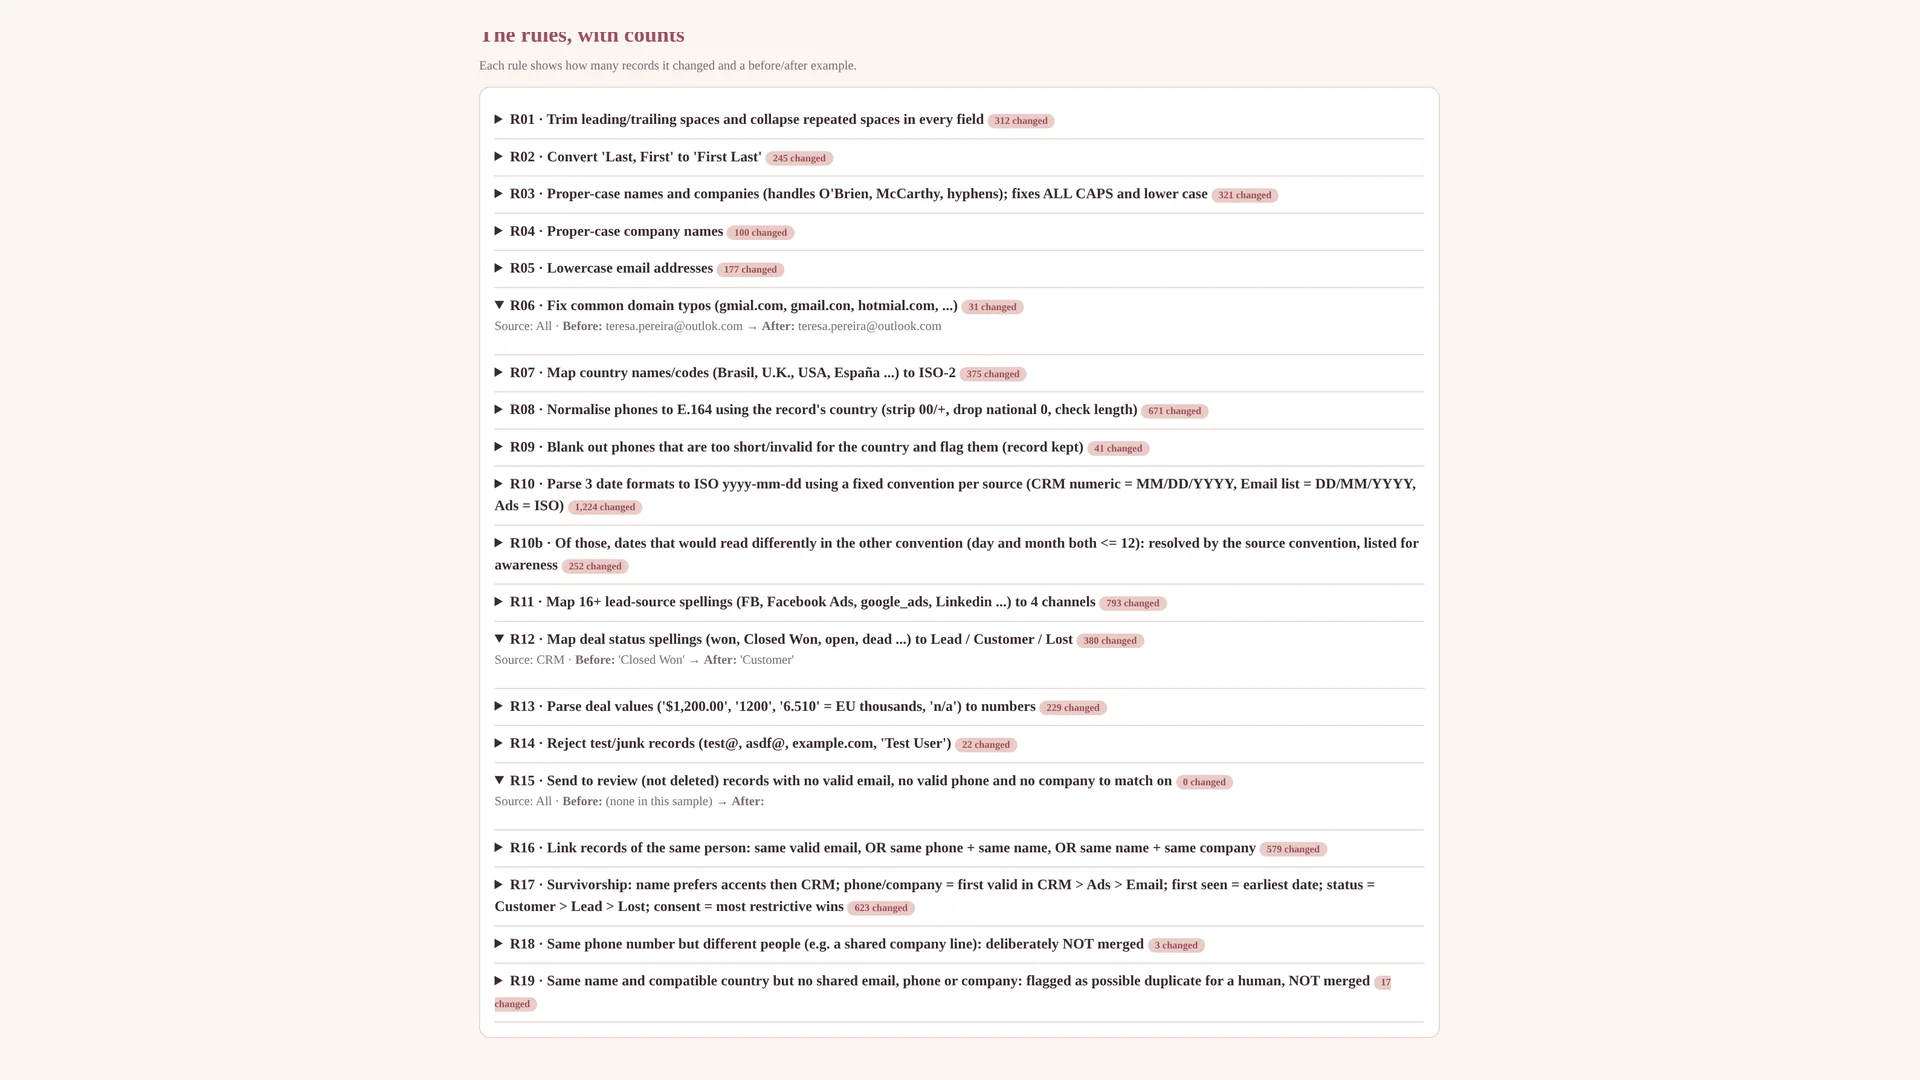 The rules, with counts
Each rule shows how many records it changed and a before/after example.
▶ R01 · Trim leading/trailing spaces and collapse repeated spaces in every field 312 changed
▶ R02 · Convert 'Last, First' to 'First Last' 245 changed
▶ R03 · Proper-case names and companies (handles O'Brien, McCarthy, hyphens); fixes ALL CAPS and lower case 321 changed
▶ R04 · Proper-case company names 100 changed
▶ R05 · Lowercase email addresses 177 changed
▼ R06 · Fix common domain typos (gmial.com, gmail.con, hotmial.com, ...) 31 changed
Source: All · Before: teresa.pereira@outlok.com → After: teresa.pereira@outlook.com
▶ R07 · Map country names/codes (Brasil, U.K., USA, España ...) to ISO-2 375 changed
▶ R08 · Normalise phones to E.164 using the record's country (strip 00/+, drop national 0, check length) 671 changed
▶ R09 · Blank out phones that are too short/invalid for the country and flag them (record kept) 41 changed
▶ R10 · Parse 3 date formats to ISO yyyy-mm-dd using a fixed convention per source (CRM numeric = MM/DD/YYYY, Email list = DD/MM/YYYY,
Ads = ISO) 1,224 changed
▶ R10b · Of those, dates that would read differently in the other convention (day and month both <= 12): resolved by the source convention, listed for
awareness 252 changed
▶ R11 · Map 16+ lead-source spellings (FB, Facebook Ads, google_ads, Linkedin ...) to 4 channels 793 changed
▼ R12 · Map deal status spellings (won, Closed Won, open, dead ...) to Lead / Customer / Lost 380 changed
Source: CRM · Before: 'Closed Won' → After: 'Customer'
▶ R13 · Parse deal values ('$1,200.00', '1200', '6.510' = EU thousands, 'n/a') to numbers 229 changed
▶ R14 · Reject test/junk records (test@, asdf@, example.com, 'Test User') 22 changed
▼ R15 · Send to review (not deleted) records with no valid email, no valid phone and no company to match on 0 changed
Source: All · Before: (none in this sample) → After:
▶ R16 · Link records of the same person: same valid email, OR same phone + same name, OR same name + same company 579 changed
▶ R17 · Survivorship: name prefers accents then CRM; phone/company = first valid in CRM > Ads > Email; first seen = earliest date; status =
Customer > Lead > Lost; consent = most restrictive wins 623 changed
▶ R18 · Same phone number but different people (e.g. a shared company line): deliberately NOT merged 3 changed
▶ R19 · Same name and compatible country but no shared email, phone or company: flagged as possible duplicate for a human, NOT merged 17
changed